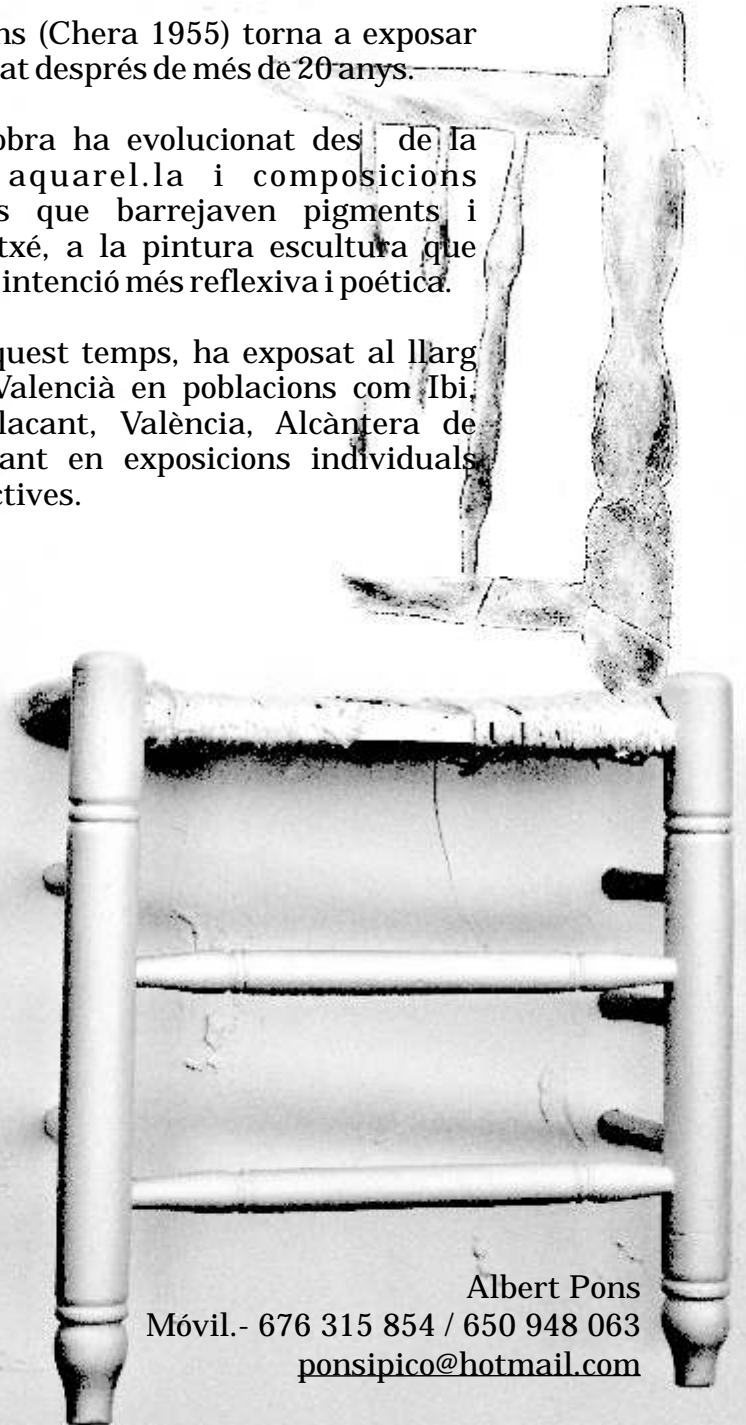 ns (Chera 1955) torna a exposar
at després de més de 20 anys.
obra ha evolucionat des de la
aquarel.la i composicions
s que barrejaven pigments i
txé, a la pintura escultura que
intenció més reflexiva i poética.
quest temps, ha exposat al llarg
Valencià en poblacions com Ibi,
lacant, València, Alcàntera de
ant en exposicions individuals
ctives.
Albert Pons
Móvil.- 676 315 854 / 650 948 063
ponsipico@hotmail.com